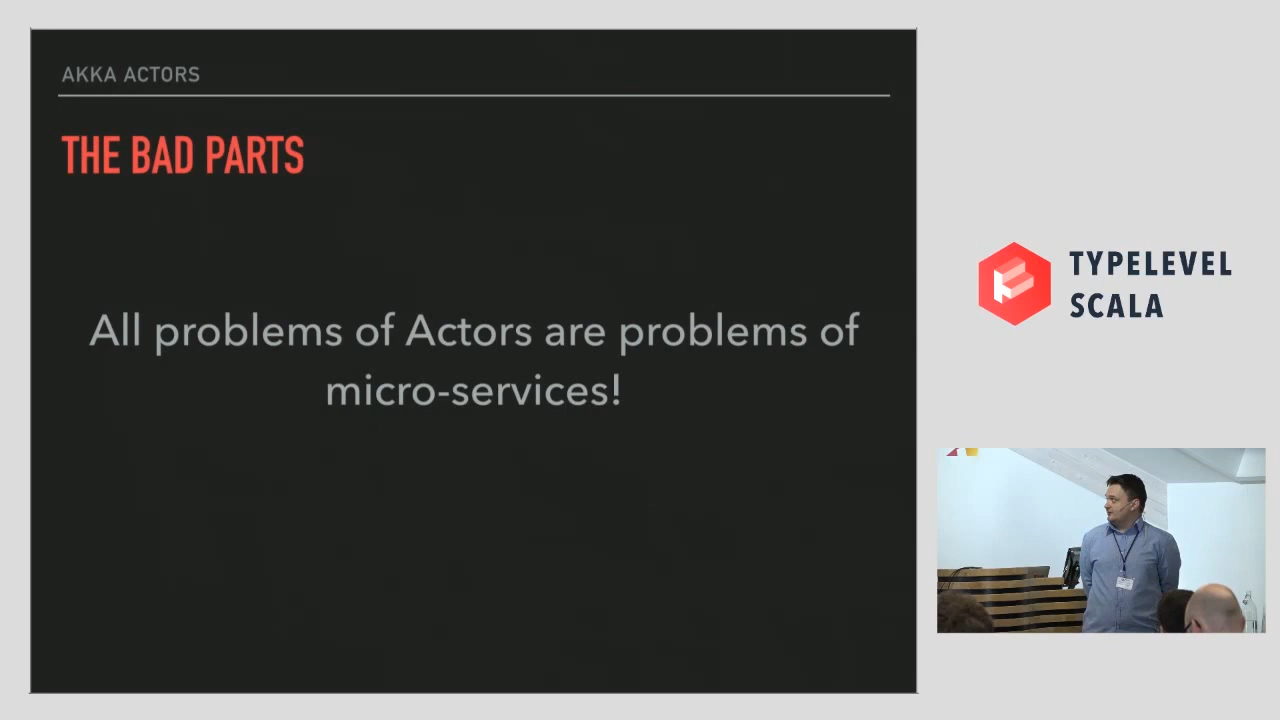 AKKA ACTORS
THE BAD PARTS
All problems of Actors are problems of
micro-services!
TYPELEVEL
SCALA